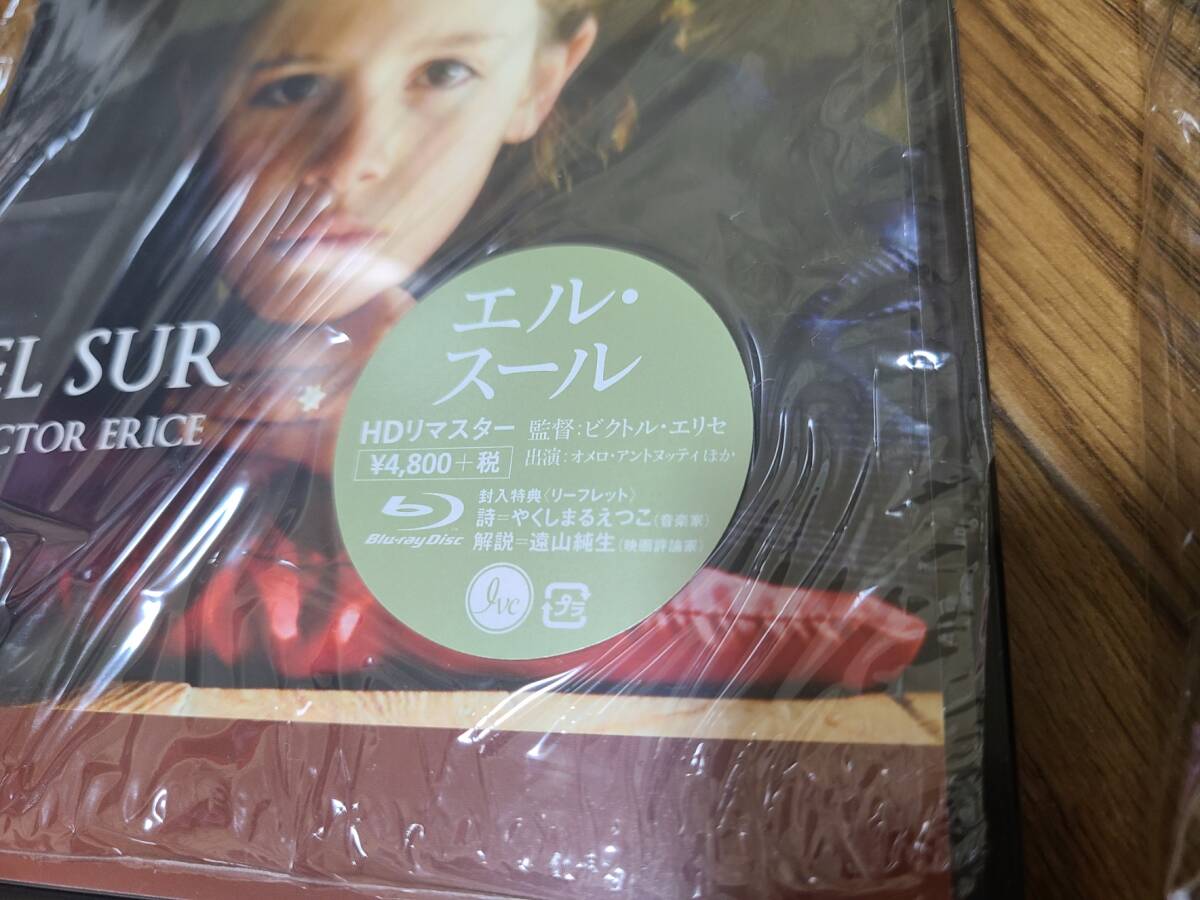 EL SUR
CTOR ERICE
エル・
スール
HDリマスター 監督：ビクトル・エリセ
¥4,800+税 出演：オメロ・アントヌッティ ほか
Blu-ray Disc
封入特典〈リーフレット〉
詩＝やくしまるえつこ（音楽家）
解説＝遠山純生（映画評論家）
IVC
プラ